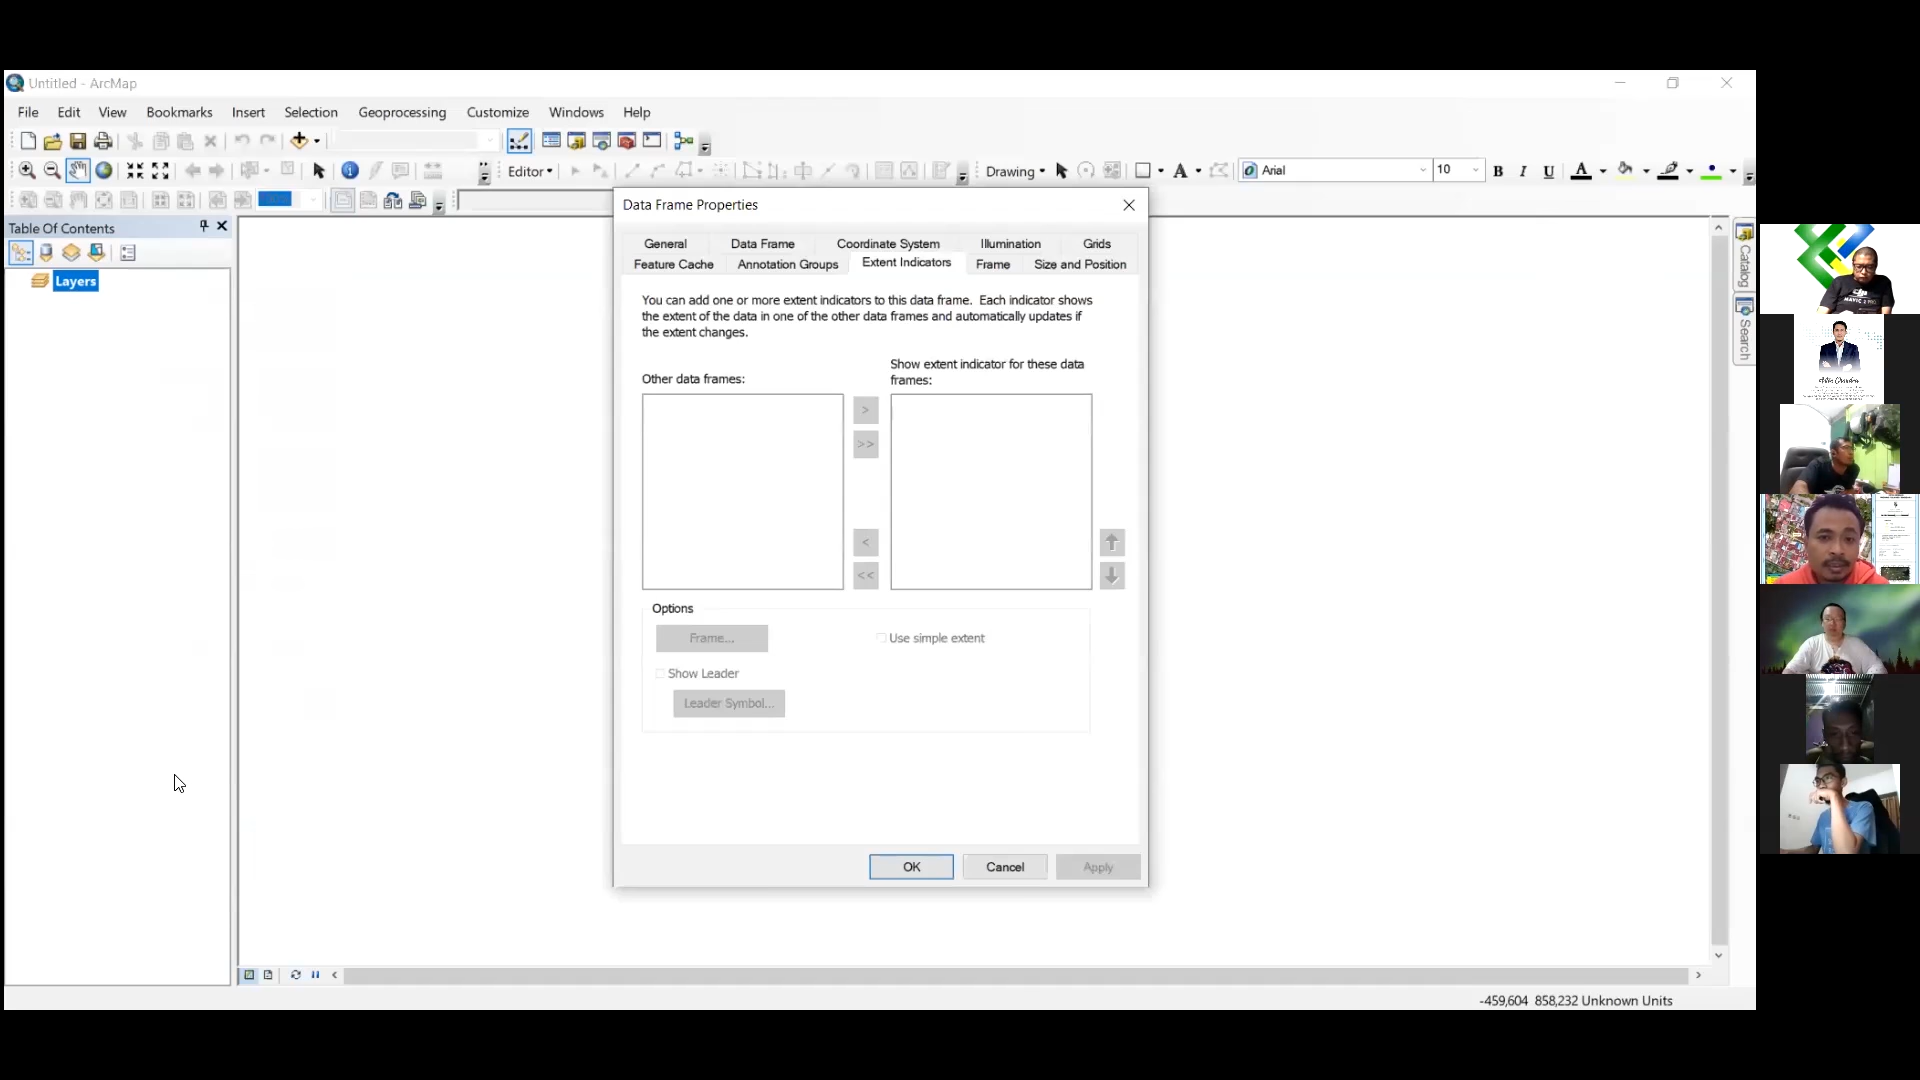 Untitled - ArcMap
File Edit View Bookmarks Insert Selection Geoprocessing Customize Windows Help
Editor Drawing Arial 10 B I U A
Table Of Contents
Layers
Data Frame Properties
General Data Frame Coordinate System Illumination Grids
Feature Cache Annotation Groups Extent Indicators Frame Size and Position
You can add one or more extent indicators to this data frame. Each indicator shows
the extent of the data in one of the other data frames and automatically updates if
the extent changes.
Other data frames:
Show extent indicator for these data
frames:
>
>>
<
<<
Options
Frame...
Use simple extent
Show Leader
Leader Symbol...
OK Cancel Apply
Catalog
Search
-459,604 858,232 Unknown Units
MAVIC 2 PRO